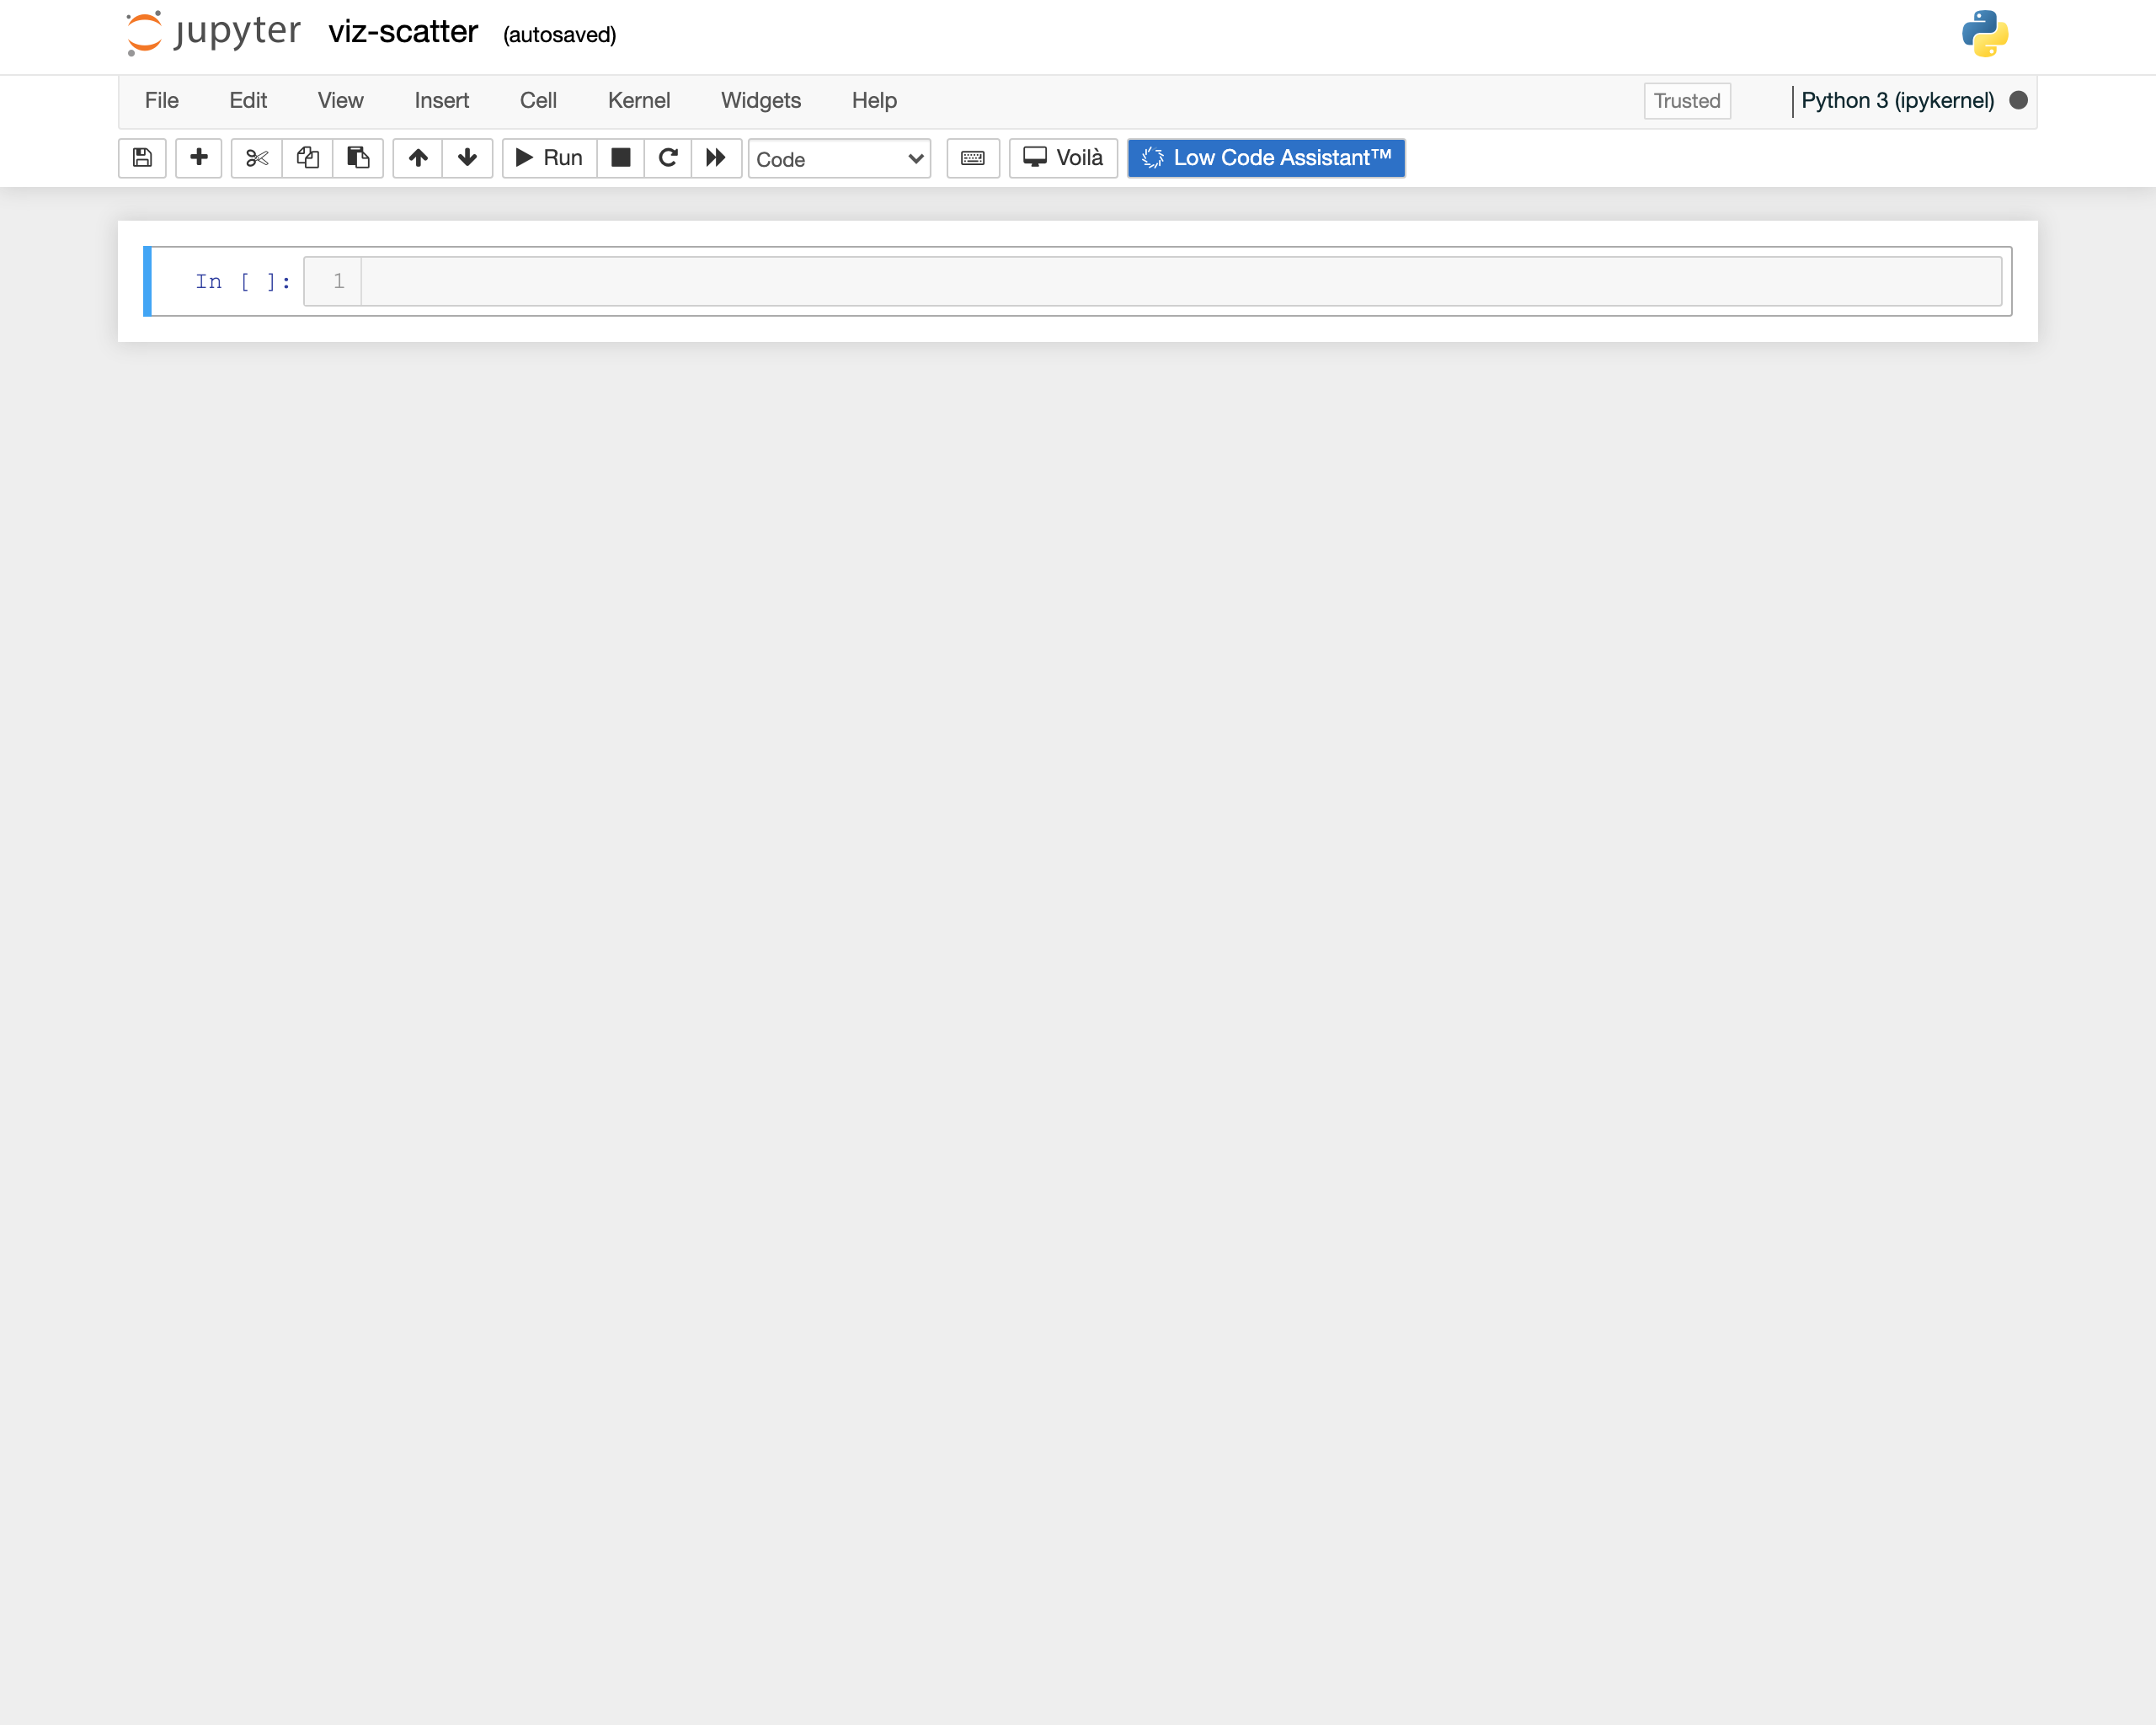 jupyter viz-scatter (autosaved)
File Edit View Insert Cell Kernel Widgets Help Trusted Python 3 (ipykernel)
Run Code Voilà Low Code Assistant™
In [ ]: 1